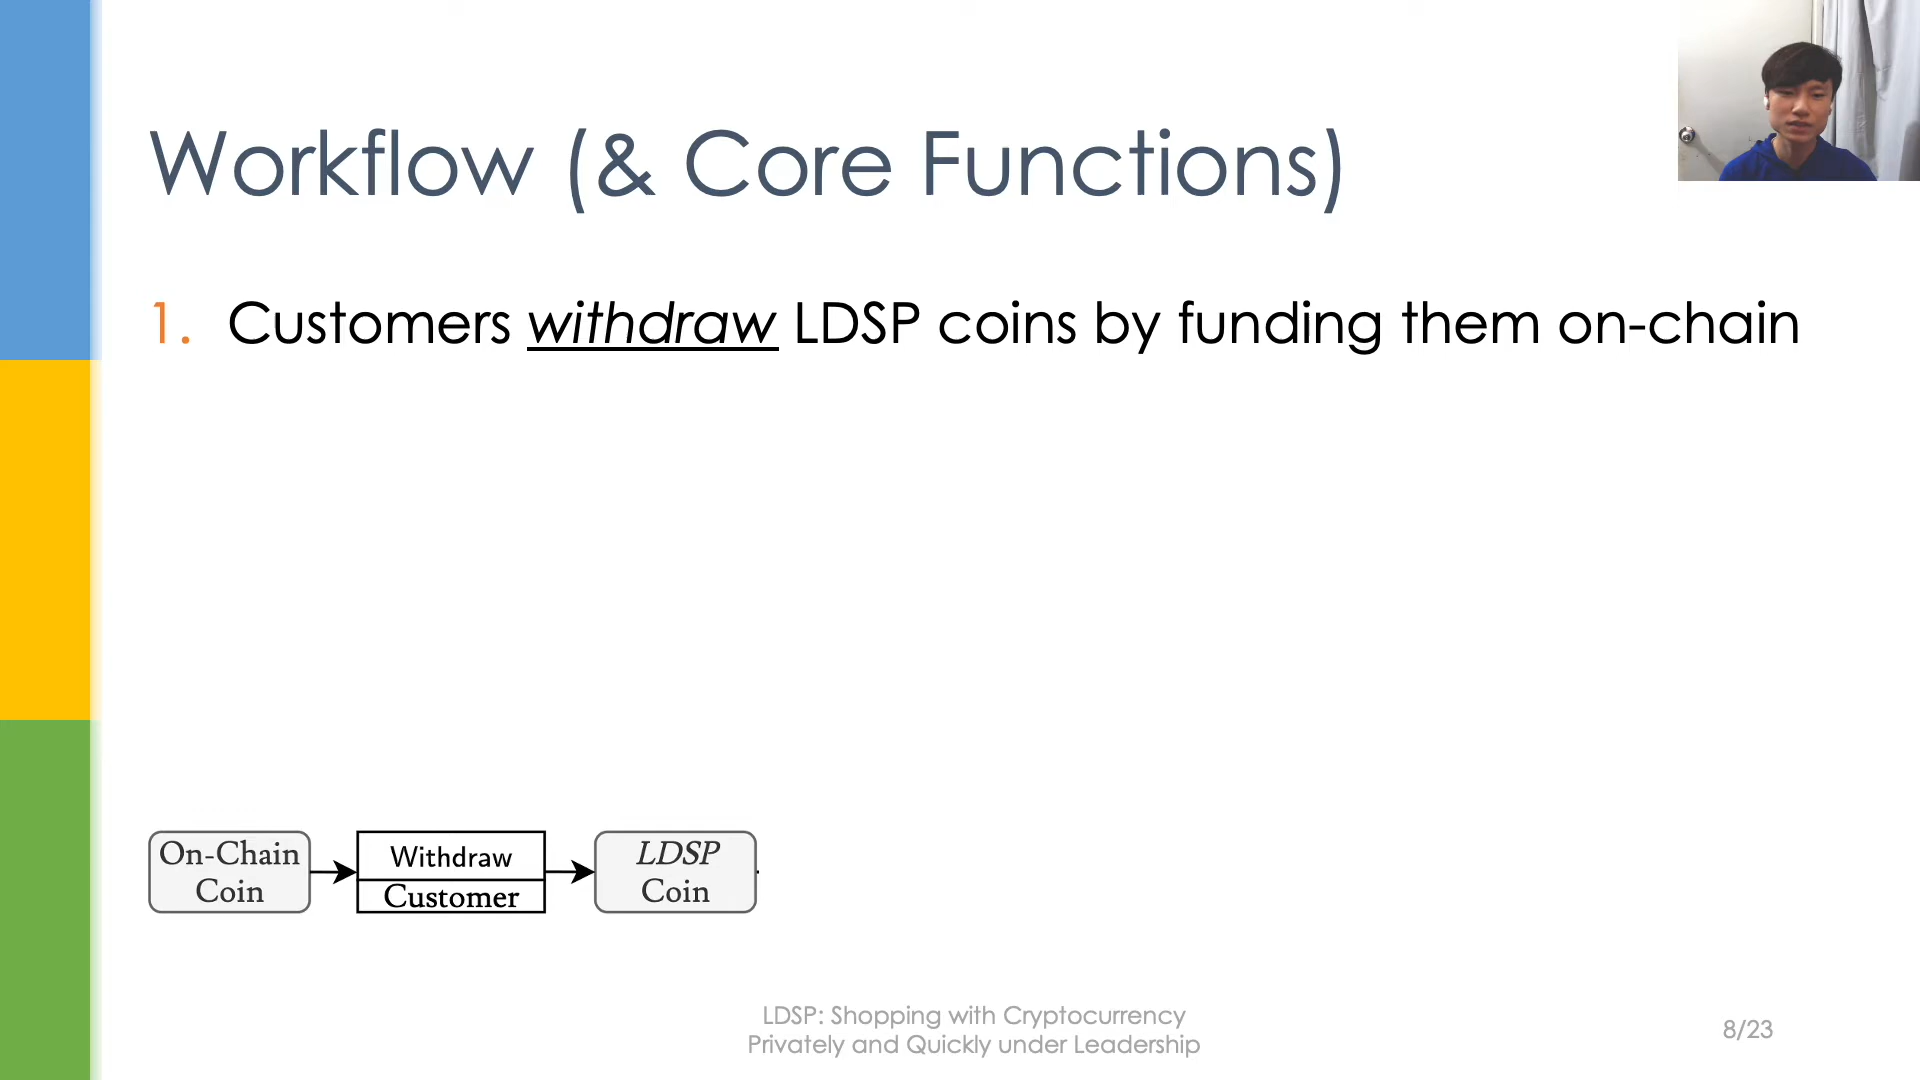 Workflow (& Core Functions)
1. Customers withdraw LDSP coins by funding them on-chain
On-Chain
Coin
Withdraw
Customer
LDSP
Coin
LDSP: Shopping with Cryptocurrency
Privately and Quickly under Leadership
8/23